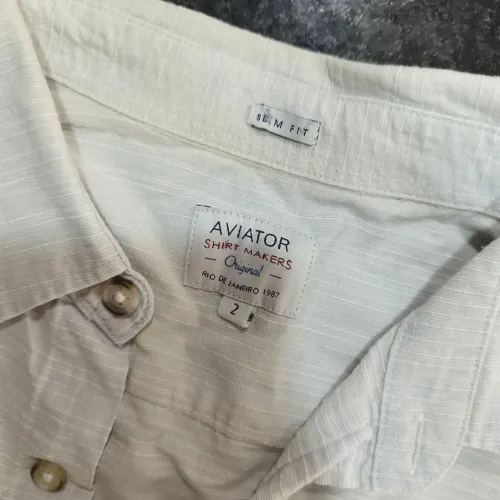 SLIM FIT
AVIATOR
SHIRT MAKERS
Original
RIO DE JANEIRO 1987
2